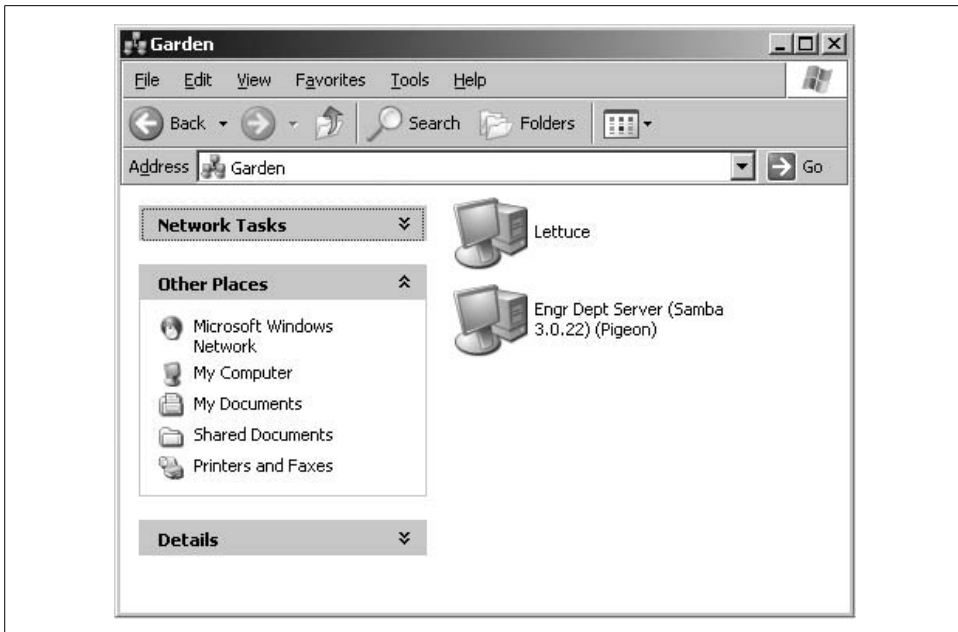 Garden
File Edit View Favorites Tools Help
Back Search Folders
Address Garden Go
Network Tasks
Other Places
Microsoft Windows
Network
My Computer
My Documents
Shared Documents
Printers and Faxes
Details
Lettuce
Engr Dept Server (Samba
3.0.22) (Pigeon)